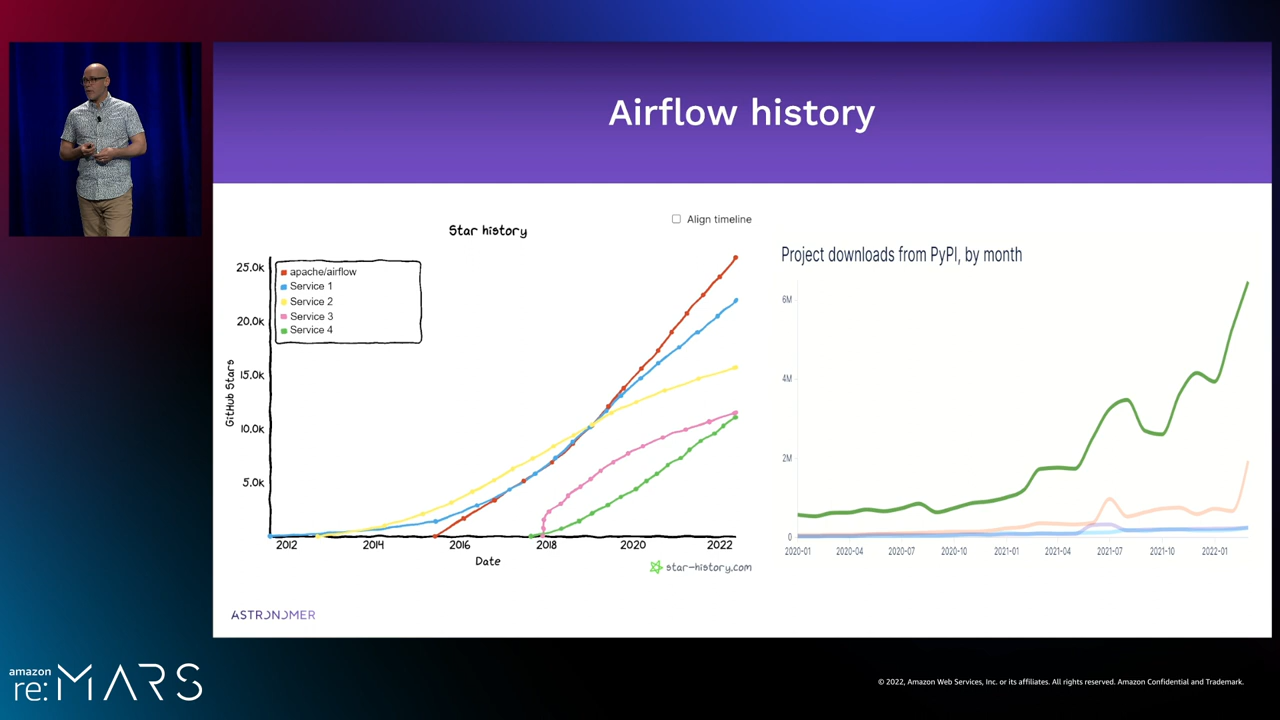 Airflow history
Align timeline
Star history
apache/airflow
Service 1
Service 2
Service 3
Service 4
25.0k
20.0k
15.0k
10.0k
5.0k
GitHub Stars
2012 2014 2016 2018 2020 2022
Date
star-history.com
Project downloads from PyPI, by month
6M
4M
2M
0
2020-01 2020-04 2020-07 2020-10 2021-01 2021-04 2021-07 2021-10 2022-01
ASTRONOMER
amazon
re:MARS
© 2022, Amazon Web Services, Inc. or its affiliates. All rights reserved. Amazon Confidential and Trademark.